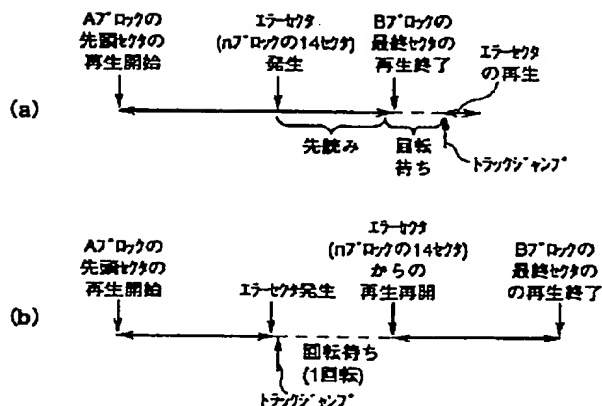 (a)
Aブロックの
先頭セクタの
再生開始
エラーセクタ
(nブロックの14セクタ)
発生
Bブロックの
最終セクタの
再生終了
エラーセクタ
の再生
先読み
回転
待ち
トラックジャンプ
(b)
Aブロックの
先頭セクタの
再生開始
エラーセクタ発生
エラーセクタ
(nブロックの14セクタ)
からの
再生再開
Bブロックの
最終セクタの
の再生終了
回転待ち
(1回転)
トラックジャンプ